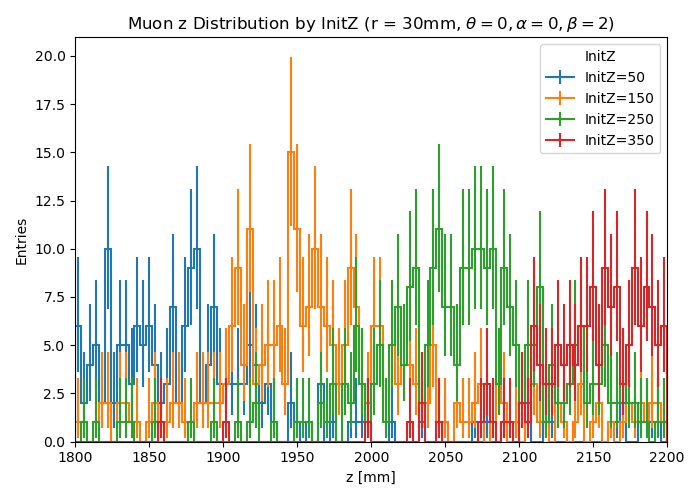 Muon z Distribution by InitZ (r = 30mm, θ = 0, α = 0, β = 2)
20.0
17.5
15.0
12.5
10.0
7.5
5.0
2.5
0.0
Entries
InitZ
InitZ=50
InitZ=150
InitZ=250
InitZ=350
1800 1850 1900 1950 2000 2050 2100 2150 2200
z [mm]